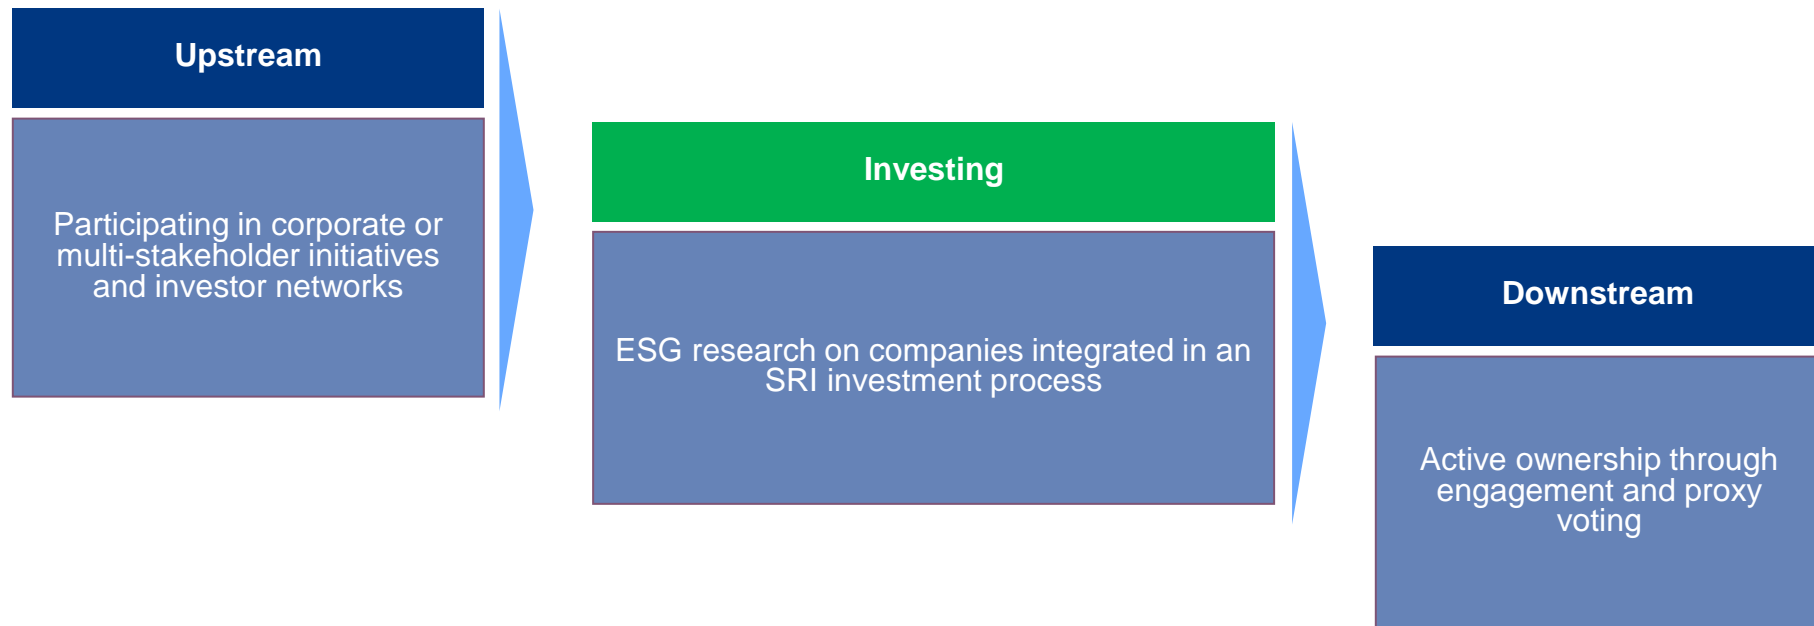 Upstream
Participating in corporate or
multi-stakeholder initiatives
and investor networks
Investing
ESG research on companies integrated in an
SRI investment process
Downstream
Active ownership through
engagement and proxy
voting